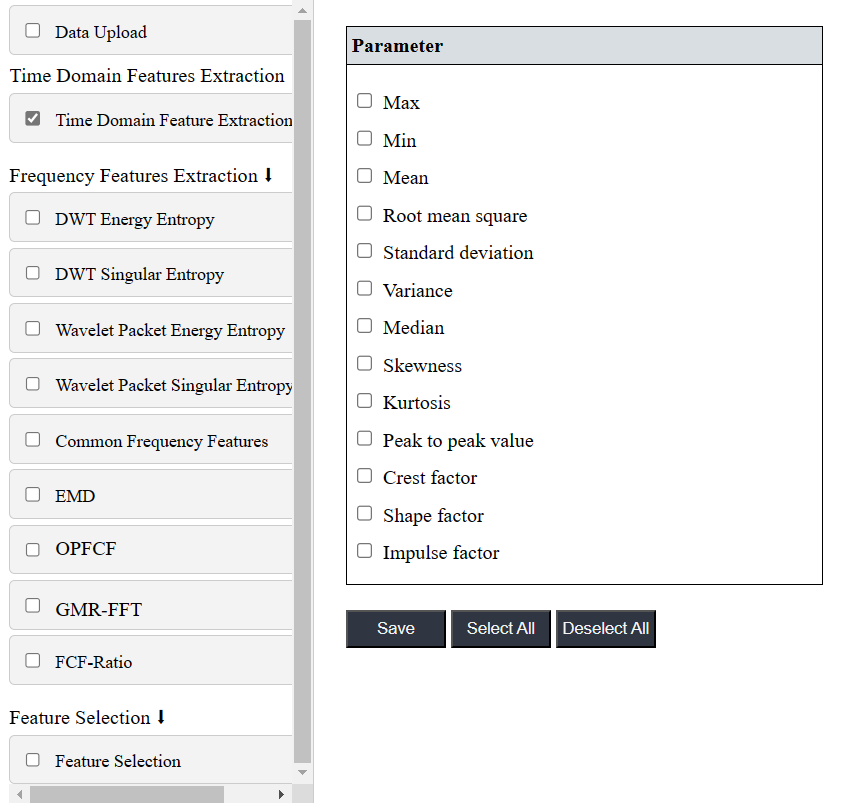 Data Upload
Time Domain Features Extraction
Time Domain Feature Extraction
Frequency Features Extraction ⬇
DWT Energy Entropy
DWT Singular Entropy
Wavelet Packet Energy Entropy
Wavelet Packet Singular Entropy
Common Frequency Features
EMD
OPFCF
GMR-FFT
FCF-Ratio
Feature Selection ⬇
Feature Selection
Parameter
Max
Min
Mean
Root mean square
Standard deviation
Variance
Median
Skewness
Kurtosis
Peak to peak value
Crest factor
Shape factor
Impulse factor
Save Select All Deselect All